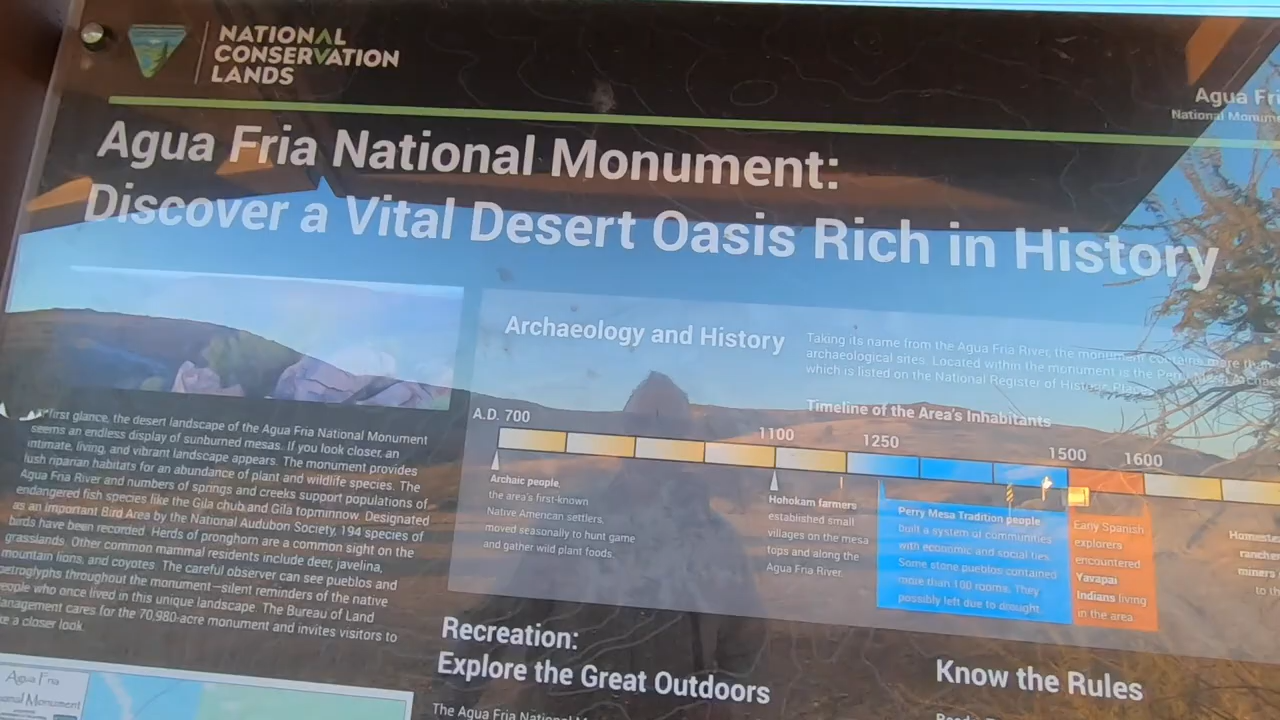 NATIONAL
CONSERVATION
LANDS
Agua Fri
National Monume
Agua Fria National Monument:
Discover a Vital Desert Oasis Rich in History
first glance, the desert landscape of the Agua Fria National Monument
seems an endless display of sunburned mesas. If you look closer, an
intimate, living, and vibrant landscape appears. The monument provides
lush riparian habitats for an abundance of plant and wildlife species. The
Agua Fria River and numbers of springs and creeks support populations of
endangered fish species like the Gila chub and Gila topminnow. Designated
as an Important Bird Area by the National Audubon Society, 194 species of
birds have been recorded. Herds of pronghorn are a common sight on the
grasslands. Other common mammal residents include deer, javelina,
mountain lions, and coyotes. The careful observer can see pueblos and
petroglyphs throughout the monument—silent reminders of the native
people who once lived in this unique landscape. The Bureau of Land
anagement cares for the 70,980-acre monument and invites visitors to
ke a closer look.
Archaeology and History
Taking its name from the Agua Fria River, the monument contains more than
archaeological sites. Located within the monument is the Perry
which is listed on the National Register of Historic
Timeline of the Area's Inhabitants
A.D. 700
1100
1250
1500
1600
Archaic people,
the area's first-known
Native American settlers,
moved seasonally to hunt game
and gather wild plant foods.
Hohokam farmers
established small
villages on the mesa
tops and along the
Agua Fria River.
Perry Mesa Tradition people
built a system of communities
with economic and social ties.
Some stone pueblos contained
more than 100 rooms. They
possibly left due to drought.
Early Spanish
explorers
encountered
Yavapai
Indians living
in the area
Homeste
ranche
miners
to th
Recreation:
Explore the Great Outdoors
The Agua Fria National M
Know the Rules
Agua Fria
onal Monument